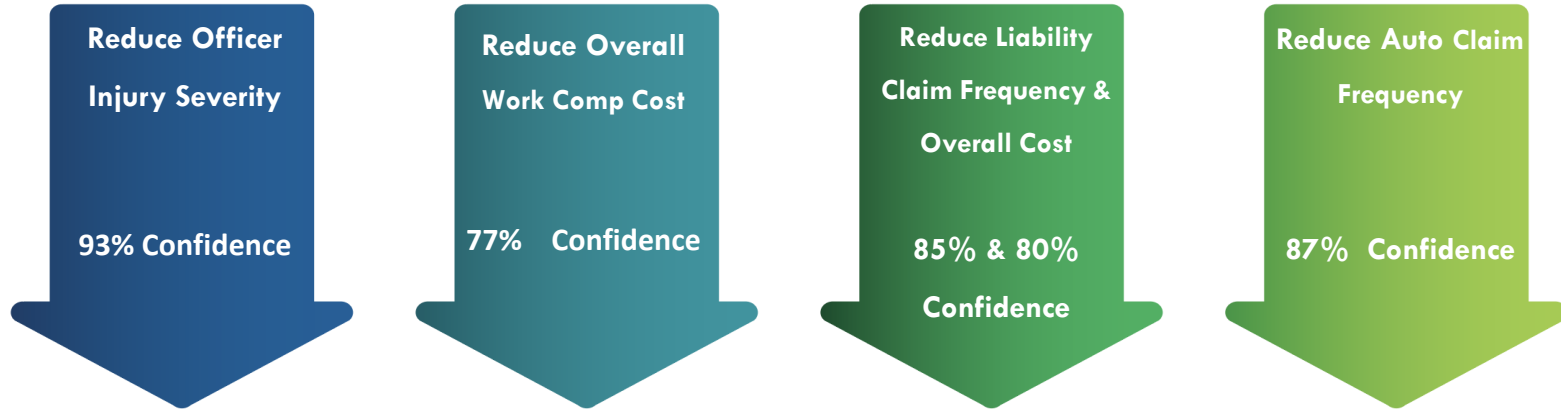 Reduce Officer
Injury Severity
93% Confidence
Reduce Overall
Work Comp Cost
77% Confidence
Reduce Liability
Claim Frequency &
Overall Cost
85% & 80%
Confidence
Reduce Auto Claim
Frequency
87% Confidence